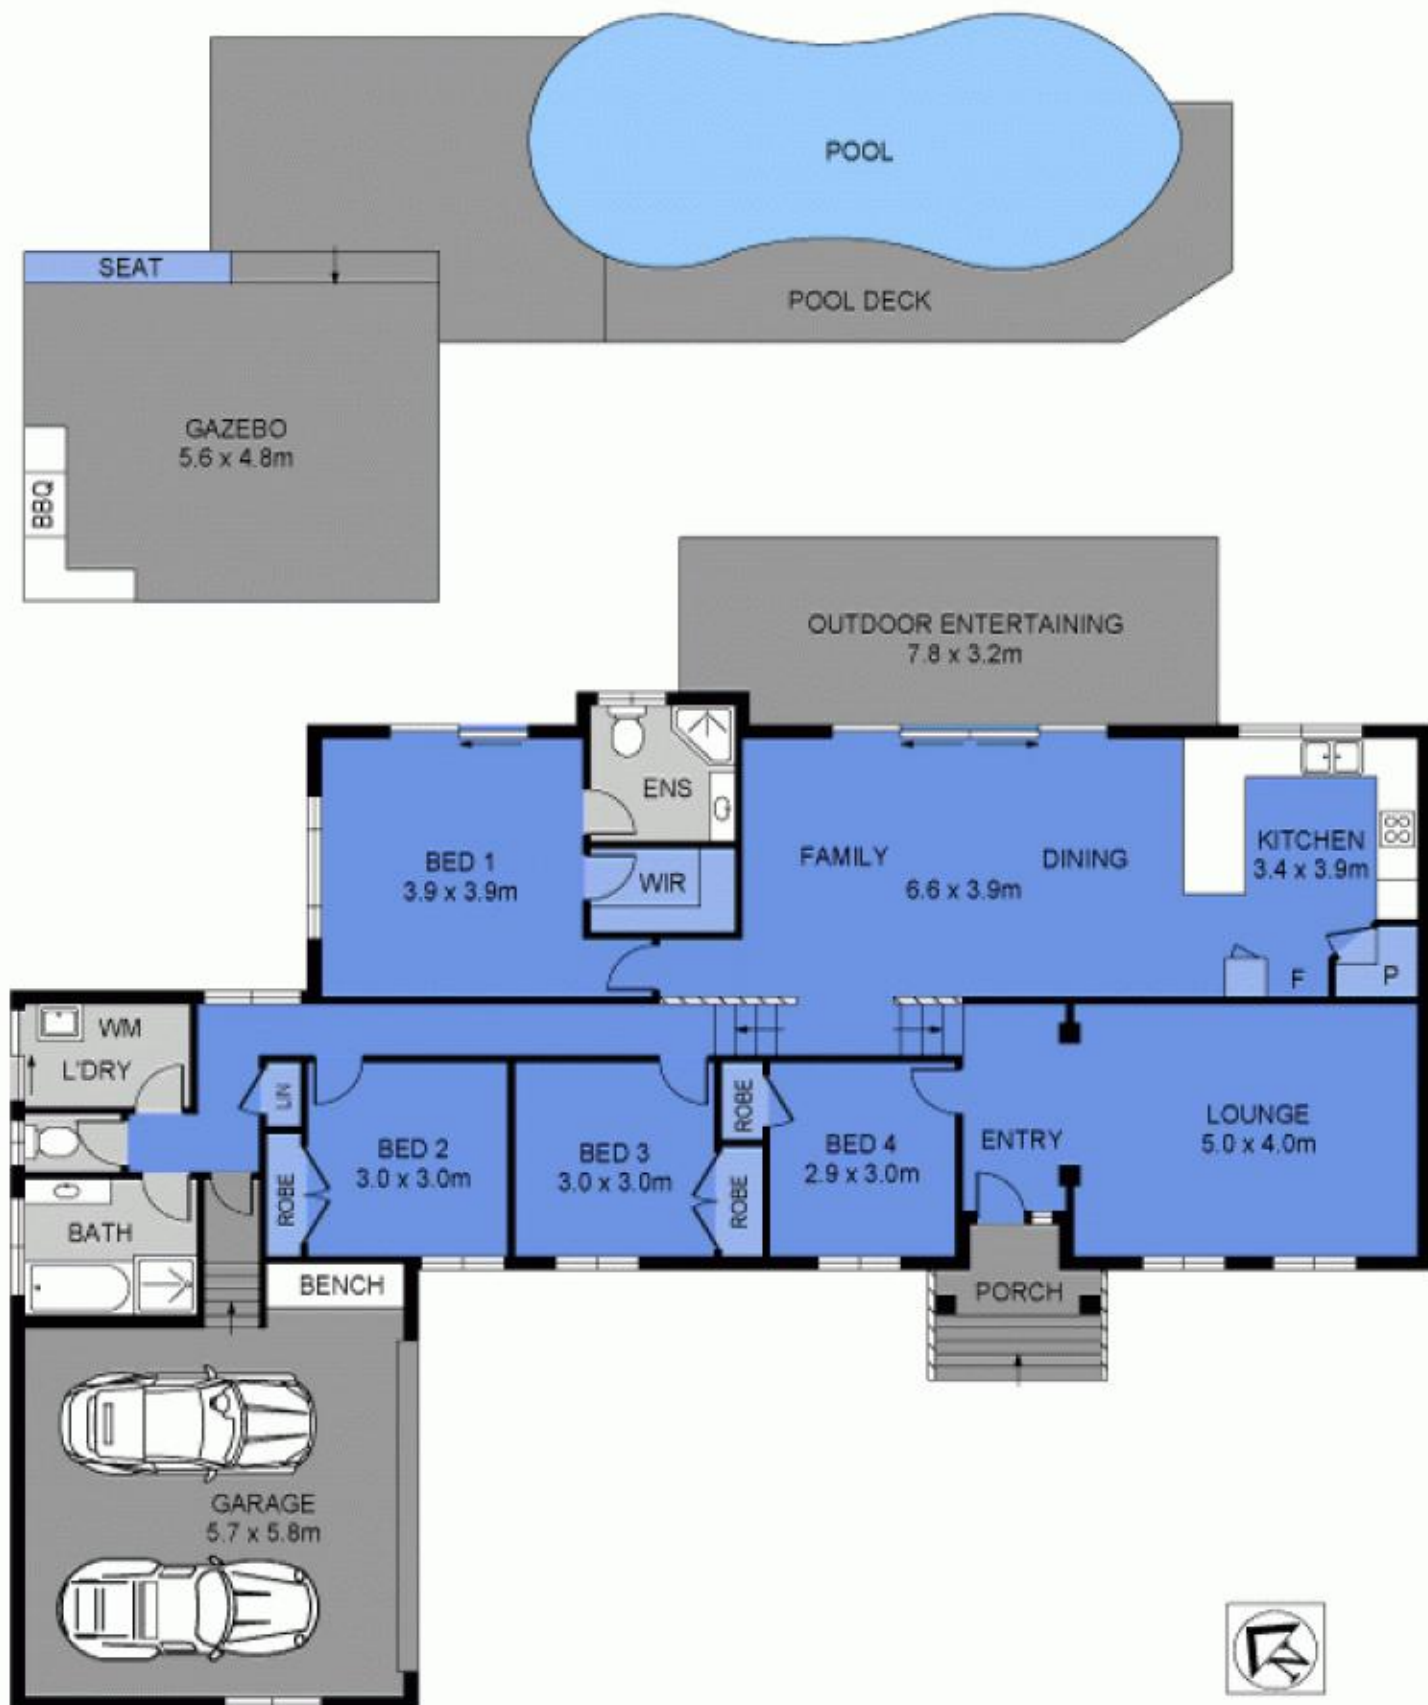 POOL
SEAT
POOL DECK
GAZEBO
5.6 x 4.8m
BBQ
OUTDOOR ENTERTAINING
7.8 x 3.2m
ENS
BED 1
3.9 x 3.9m
WIR
FAMILY
DINING
6.6 x 3.9m
KITCHEN
3.4 x 3.9m
F
P
WM
L'DRY
LIN
ROBE
BED 2
3.0 x 3.0m
BED 3
3.0 x 3.0m
ROBE
ROBE
BED 4
2.9 x 3.0m
ENTRY
LOUNGE
5.0 x 4.0m
BATH
BENCH
PORCH
GARAGE
5.7 x 5.8m
N